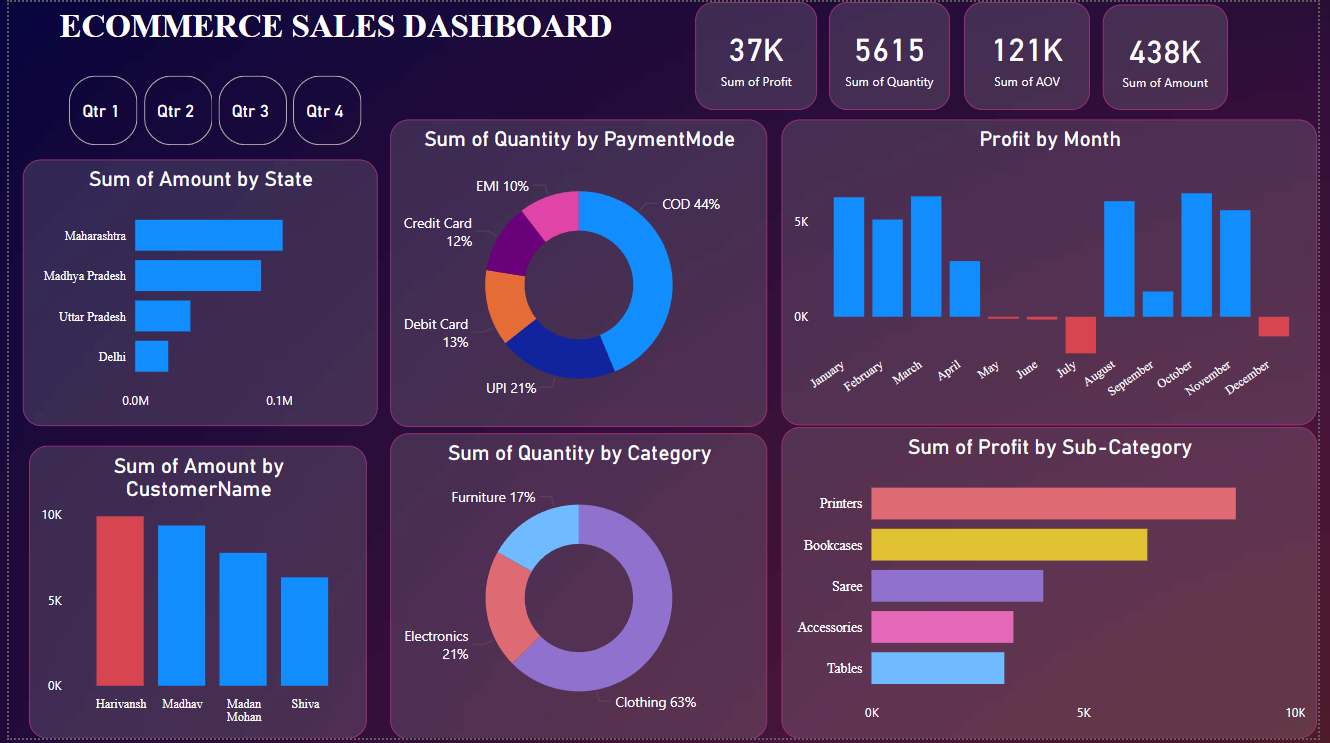 ECOMMERCE SALES DASHBOARD
37K
Sum of Profit
5615
Sum of Quantity
121K
Sum of AOV
438K
Sum of Amount
Qtr 1
Qtr 2
Qtr 3
Qtr 4
Sum of Amount by State
Maharashtra
Madhya Pradesh
Uttar Pradesh
Delhi
0.0M
0.1M
Sum of Quantity by PaymentMode
EMI 10%
COD 44%
Credit Card
12%
Debit Card
13%
UPI 21%
Profit by Month
5K
0K
January
February
March
April
May
June
July
August
September
October
November
December
Sum of Amount by
CustomerName
10K
5K
0K
Harivansh
Madhav
Madan
Mohan
Shiva
Sum of Quantity by Category
Furniture 17%
Electronics
21%
Clothing 63%
Sum of Profit by Sub-Category
Printers
Bookcases
Saree
Accessories
Tables
0K
5K
10K